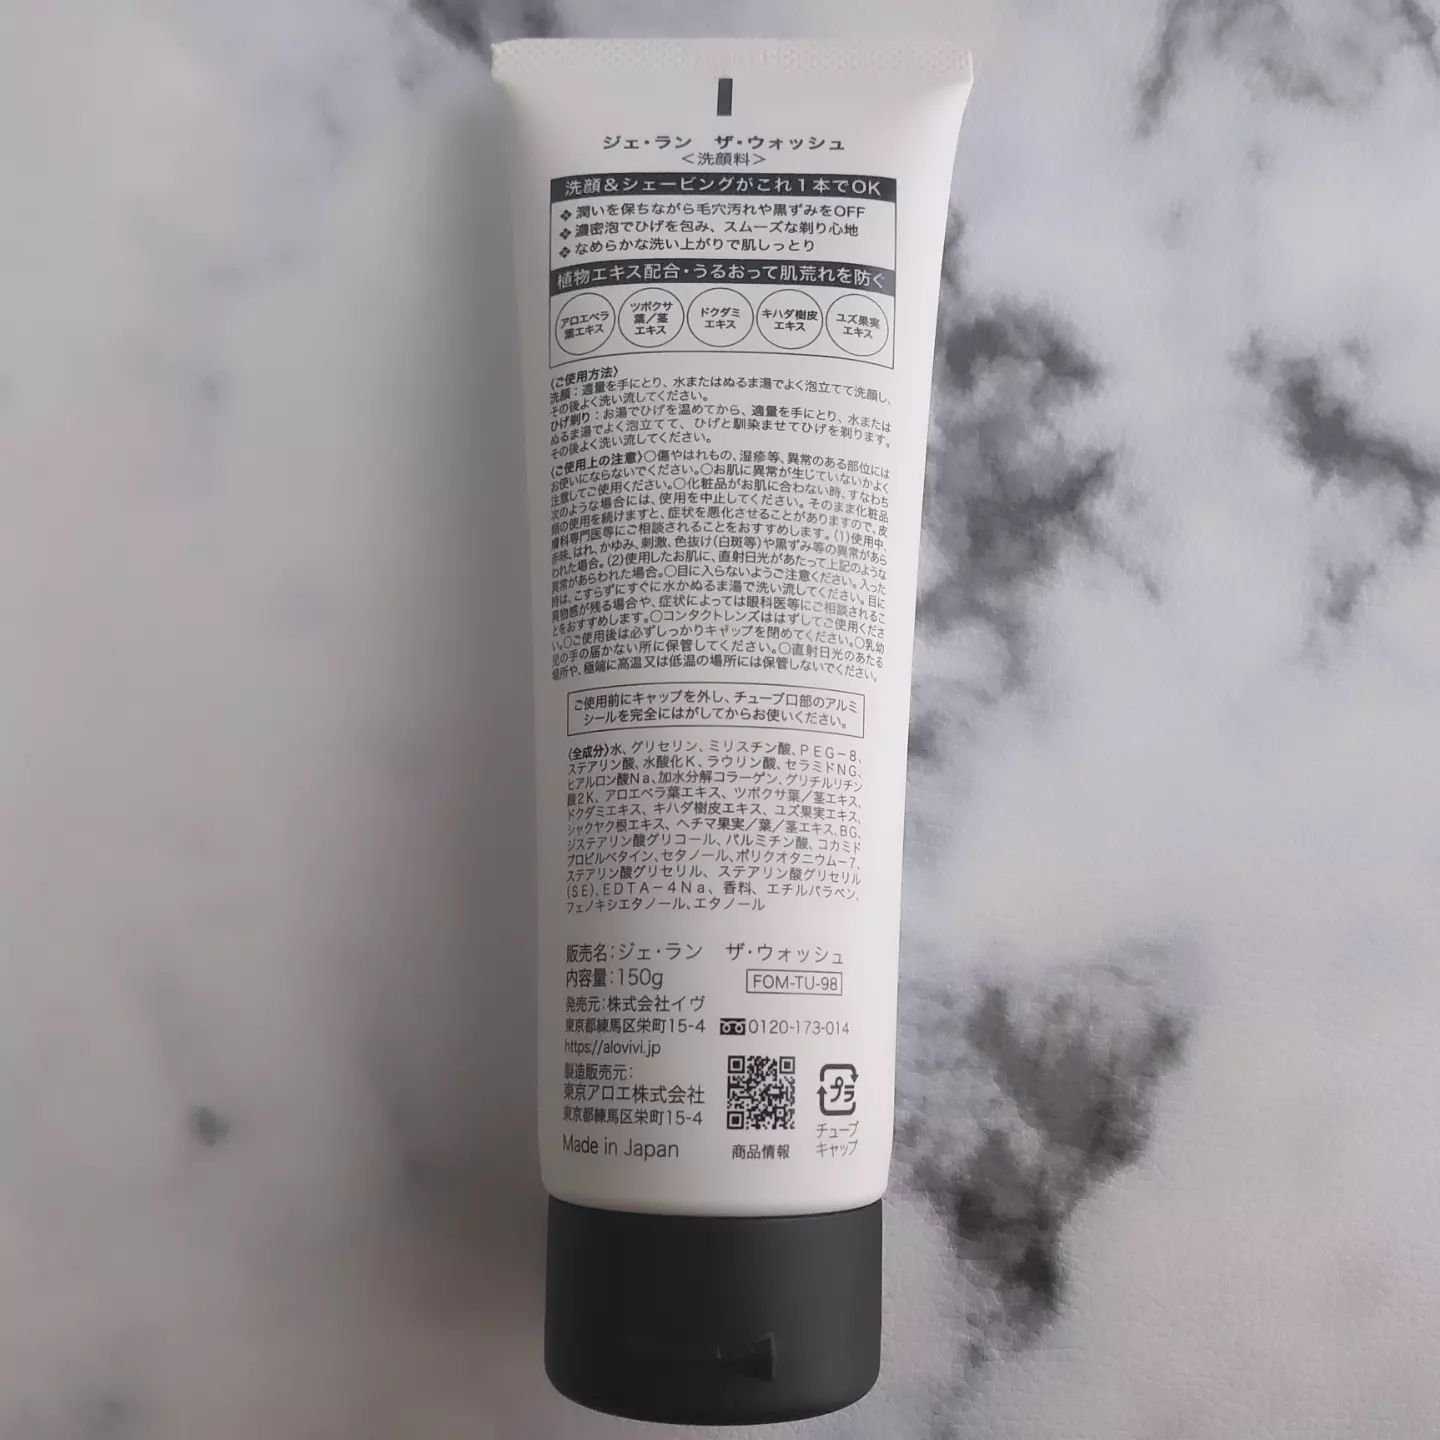 ジェ・ラン ザ・ウォッシュ
＜洗顔料＞
洗顔＆シェービングがこれ1本でOK
❖ 潤いを保ちながら毛穴汚れや黒ずみをOFF
❖ 濃密泡でひげを包み、スムーズな剃り心地
❖ なめらかな洗い上がりで肌しっとり
植物エキス配合・うるおって肌荒れを防ぐ
アロエベラ
葉エキス
ツボクサ
葉／茎
エキス
ドクダミ
エキス
キハダ樹皮
エキス
ユズ果実
エキス
〈ご使用方法〉
洗顔：適量を手にとり、水またはぬるま湯でよく泡立てて洗顔し、
その後よく洗い流してください。
ひげ剃り：お湯でひげを温めてから、適量を手にとり、水または
ぬるま湯でよく泡立てて、ひげと馴染ませてひげを剃ります。
その後よく洗い流してください。
〈ご使用上の注意〉○傷やはれもの、湿疹等、異常のある部位には
お使いにならないでください。○お肌に異常が生じていないかよく
注意してご使用ください。○化粧品がお肌に合わない時、すなわち
次のような場合には、使用を中止してください。そのまま化粧品
類の使用を続けますと、症状を悪化させることがありますので、皮
膚科専門医等にご相談されることをおすすめします。(1)使用中、
赤味、はれ、かゆみ、刺激、色抜け(白斑等)や黒ずみ等の異常があら
われた場合。(2)使用したお肌に、直射日光があたって上記のような
異常があらわれた場合。○目に入らないようご注意ください。入った
時は、こすらずにすぐに水かぬるま湯で洗い流してください。目に
異物感が残る場合や、症状によっては眼科医等にご相談されるこ
とをおすすめします。○コンタクトレンズははずしてご使用くださ
い。○ご使用後は必ずしっかりキャップを閉めてください。○乳幼
児の手の届かない所に保管してください。○直射日光のあたる
場所や、極端に高温又は低温の場所には保管しないでください。
ご使用前にキャップを外し、チューブ口部のアルミ
シールを完全にはがしてからお使いください。
〈全成分〉水、グリセリン、ミリスチン酸、PEG－8、
ステアリン酸、水酸化K、ラウリン酸、セラミドNG、
ヒアルロン酸Na、加水分解コラーゲン、グリチルリチン
酸2K、アロエベラ葉エキス、ツボクサ葉／茎エキス、
ドクダミエキス、キハダ樹皮エキス、ユズ果実エキス、
シャクヤク根エキス、ヘチマ果実／葉／茎エキス、BG、
ジステアリン酸グリコール、パルミチン酸、コカミド
プロピルベタイン、セタノール、ポリクオタニウム－7、
ステアリン酸グリセリル、ステアリン酸グリセリル
(SE)、EDTA－4Na、香料、エチルパラベン、
フェノキシエタノール、エタノール
販売名：ジェ・ラン ザ・ウォッシュ
内容量：150g FOM-TU-98
発売元：株式会社イヴ
東京都練馬区栄町15-4 0120-173-014
https://alovivi.jp
製造販売元：
東京アロエ株式会社
東京都練馬区栄町15-4
Made in Japan
商品情報
プラ
チューブ
キャップ